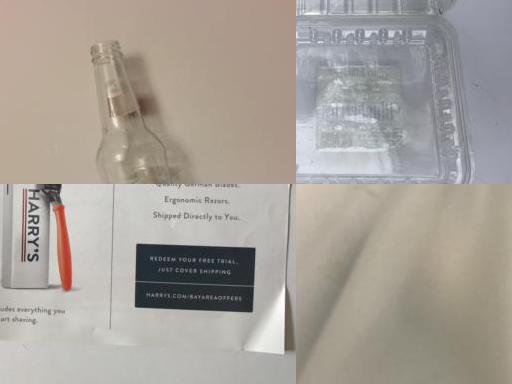 Quality German Blades.
Ergonomic Razors.
Shipped Directly to You.
HARRY'S
REDEEM YOUR FREE TRIAL,
JUST COVER SHIPPING
HARRYS.COM/BAYAREAOFFERS
udes everything you
art shaving.